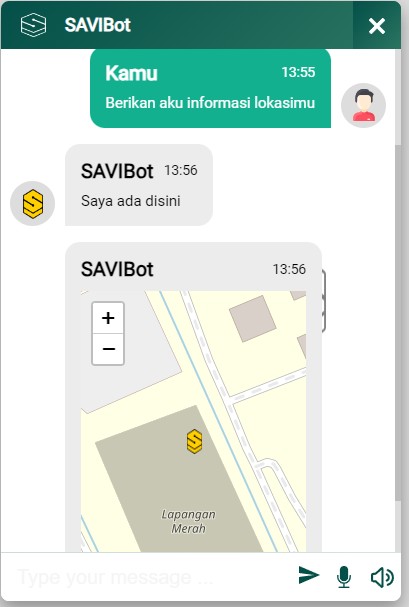 SAVIBot
Kamu 13:55
Berikan aku informasi lokasimu
SAVIBot 13:56
Saya ada disini
SAVIBot 13:56
+
−
Lapangan
Merah
Type your message ...